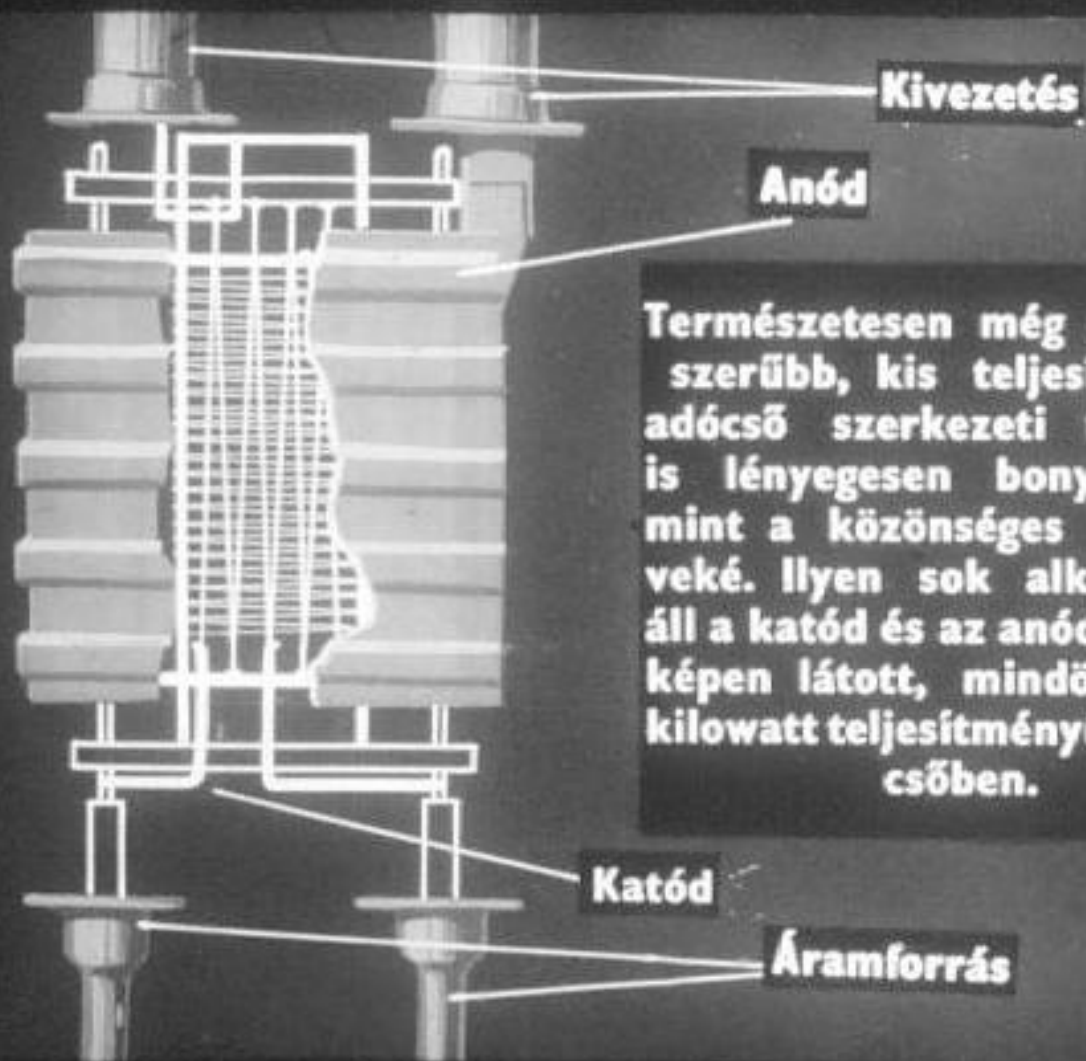 Kivezetés
Anód
Természetesen még
szerűbb, kis teljes
adócső szerkezeti
is lényegesen bony
mint a közönséges
veké. Ilyen sok alk
áll a katód és az anód
képen látott, mindö
kilowatt teljesítmény
csőben.
Katód
Áramforrás